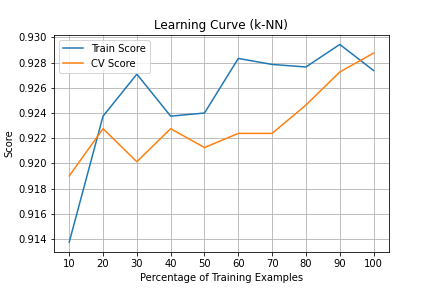 Learning Curve (k-NN)
Train Score
CV Score
Score
0.930
0.928
0.926
0.924
0.922
0.920
0.918
0.916
0.914
10 20 30 40 50 60 70 80 90 100
Percentage of Training Examples